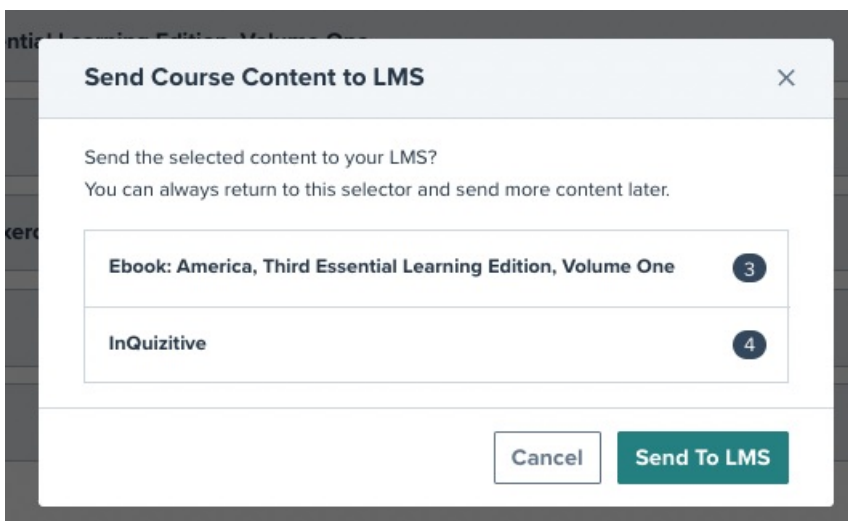 Send Course Content to LMS
Send the selected content to your LMS?
You can always return to this selector and send more content later.
Ebook: America, Third Essential Learning Edition, Volume One 3
InQuizitive 4
Cancel Send To LMS